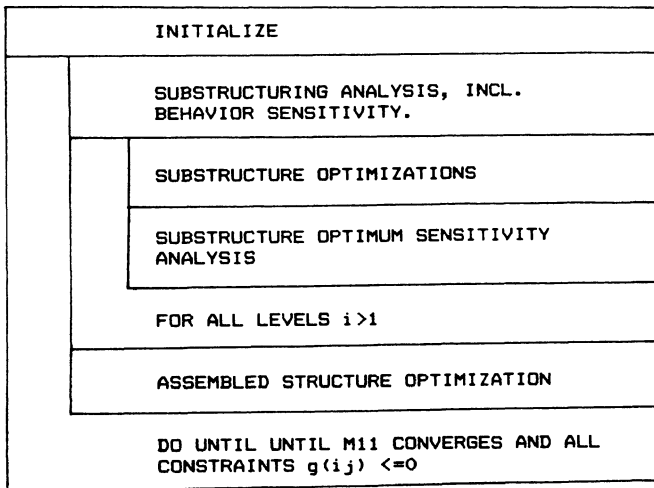 INITIALIZE
SUBSTRUCTURING ANALYSIS, INCL.
BEHAVIOR SENSITIVITY.
SUBSTRUCTURE OPTIMIZATIONS
SUBSTRUCTURE OPTIMUM SENSITIVITY
ANALYSIS
FOR ALL LEVELS i>1
ASSEMBLED STRUCTURE OPTIMIZATION
DO UNTIL UNTIL M11 CONVERGES AND ALL
CONSTRAINTS g(ij) <=0